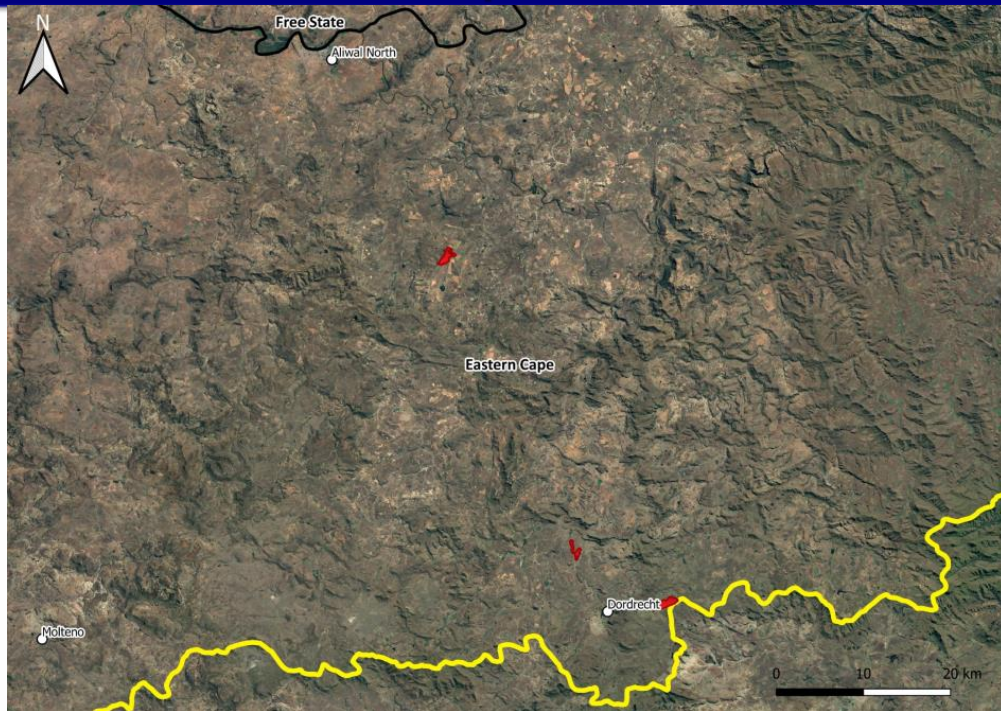 Free State
N
Aliwal North
Eastern Cape
Dordrecht
Molteno
0 10 20 km